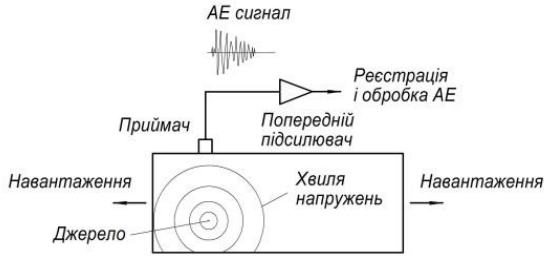 АЕ сигнал
Реєстрація
і обробка АЕ
Приймач
Попередній
підсилювач
Навантаження
Хвиля
напружень
Навантаження
Джерело